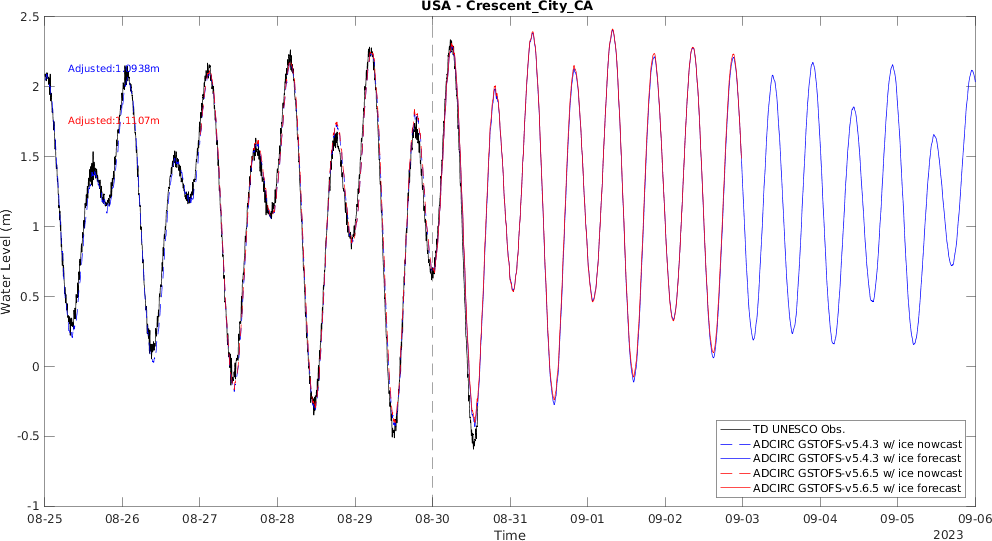 USA - Crescent_City_CA
2.5
2
1.5
1
0.5
0
-0.5
-1
Water Level (m)
Adjusted:1.0938m
Adjusted:1.1107m
TD UNESCO Obs.
ADCIRC GSTOFS-v5.4.3 w/ ice nowcast
ADCIRC GSTOFS-v5.4.3 w/ ice forecast
ADCIRC GSTOFS-v5.6.5 w/ ice nowcast
ADCIRC GSTOFS-v5.6.5 w/ ice forecast
08-25 08-26 08-27 08-28 08-29 08-30 08-31 09-01 09-02 09-03 09-04 09-05 09-06
Time
2023